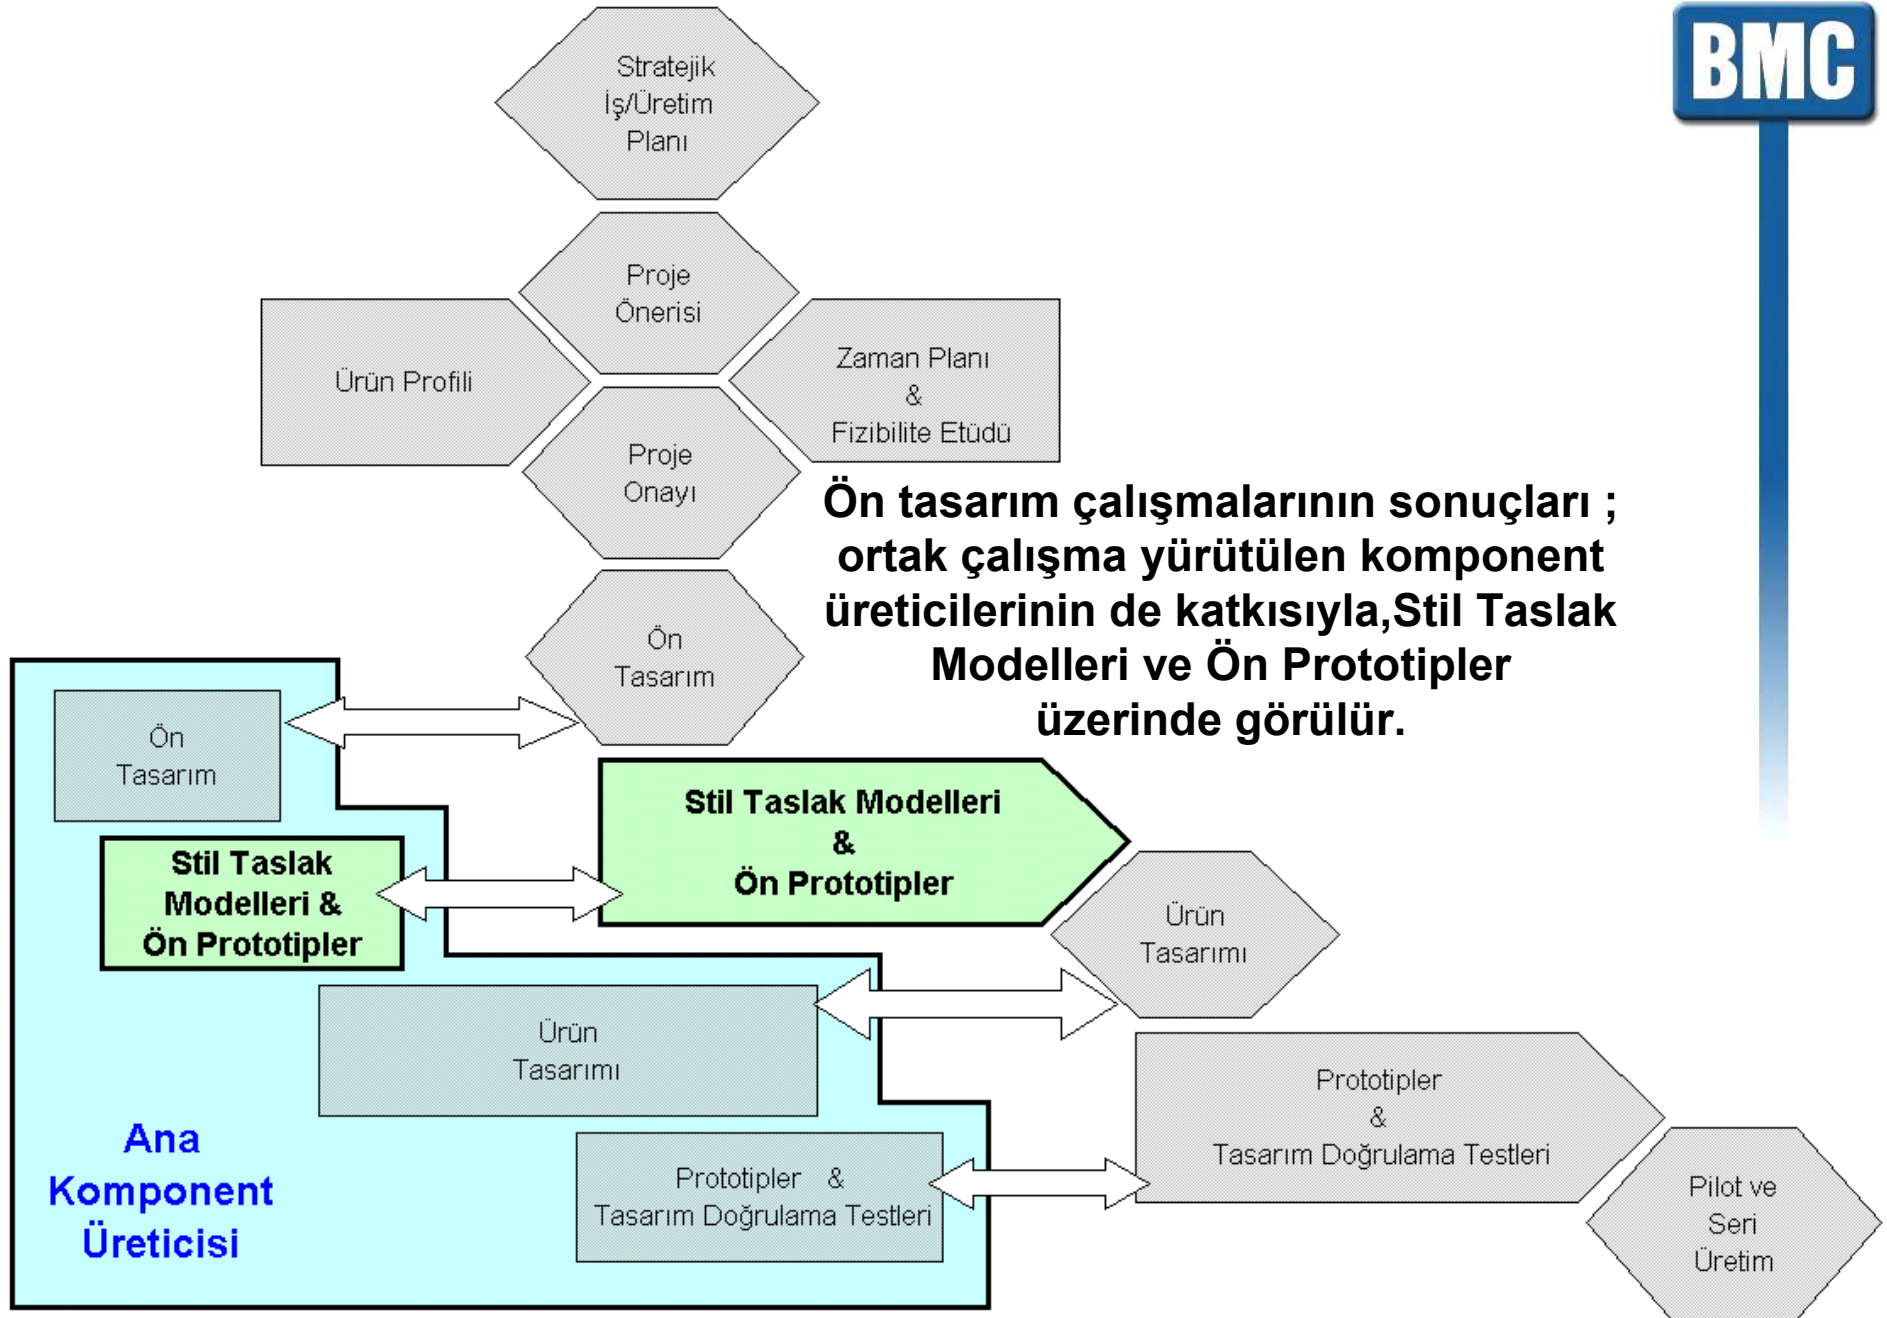 BMC
Stratejik
İş/Üretim
Planı
Proje
Önerisi
Ürün Profili
Zaman Planı
&
Fizibilite Etüdü
Proje
Onayı
Ön tasarım çalışmalarının sonuçları ;
ortak çalışma yürütülen komponent
üreticilerinin de katkısıyla,Stil Taslak
Modelleri ve Ön Prototipler
üzerinde görülür.
Ön
Tasarım
Ön
Tasarım
Stil Taslak Modelleri
&
Ön Prototipler
Stil Taslak
Modelleri &
Ön Prototipler
Ürün
Tasarımı
Ürün
Tasarımı
Prototipler
&
Tasarım Doğrulama Testleri
Prototipler &
Tasarım Doğrulama Testleri
Ana
Komponent
Üreticisi
Pilot ve
Seri
Üretim